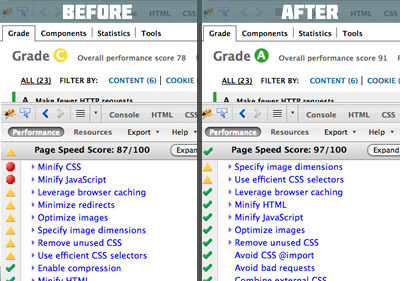 BEFORE
HTML CSS
Grade Components Statistics Tools
Grade C Overall performance score 78
ALL (23) FILTER BY: CONTENT (6) COOKIE
A Make fewer HTTP requests
Console HTML
Performance Resources Export Help
Page Speed Score: 87/100 Expand
Minify CSS
Minify JavaScript
Leverage browser caching
Minimize redirects
Optimize images
Specify image dimensions
Remove unused CSS
Use efficient CSS selectors
Enable compression
Minify HTML
AFTER
HTML CSS
Grade Components Statistics Tools
Grade A Overall performance score 91
ALL (23) FILTER BY: CONTENT (6) COOKIE
A Make fewer HTTP requests
Console HTML CSS
Performance Resources Export Help
Page Speed Score: 97/100 Expan
Specify image dimensions
Use efficient CSS selectors
Leverage browser caching
Minify HTML
Minify JavaScript
Optimize images
Remove unused CSS
Avoid CSS @import
Avoid bad requests
Combine external CSS